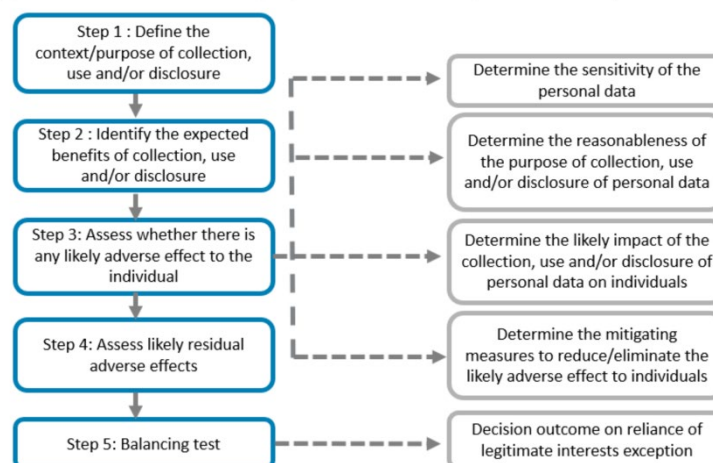 Step 1 : Define the
context/purpose of collection,
use and/or disclosure
Step 2 : Identify the expected
benefits of collection, use
and/or disclosure
Step 3: Assess whether there is
any likely adverse effect to the
individual
Step 4: Assess likely residual
adverse effects
Step 5: Balancing test
Determine the sensitivity of the
personal data
Determine the reasonableness of
the purpose of collection, use
and/or disclosure of personal data
Determine the likely impact of the
collection, use and/or disclosure of
personal data on individuals
Determine the mitigating
measures to reduce/eliminate the
likely adverse effect to individuals
Decision outcome on reliance of
legitimate interests exception